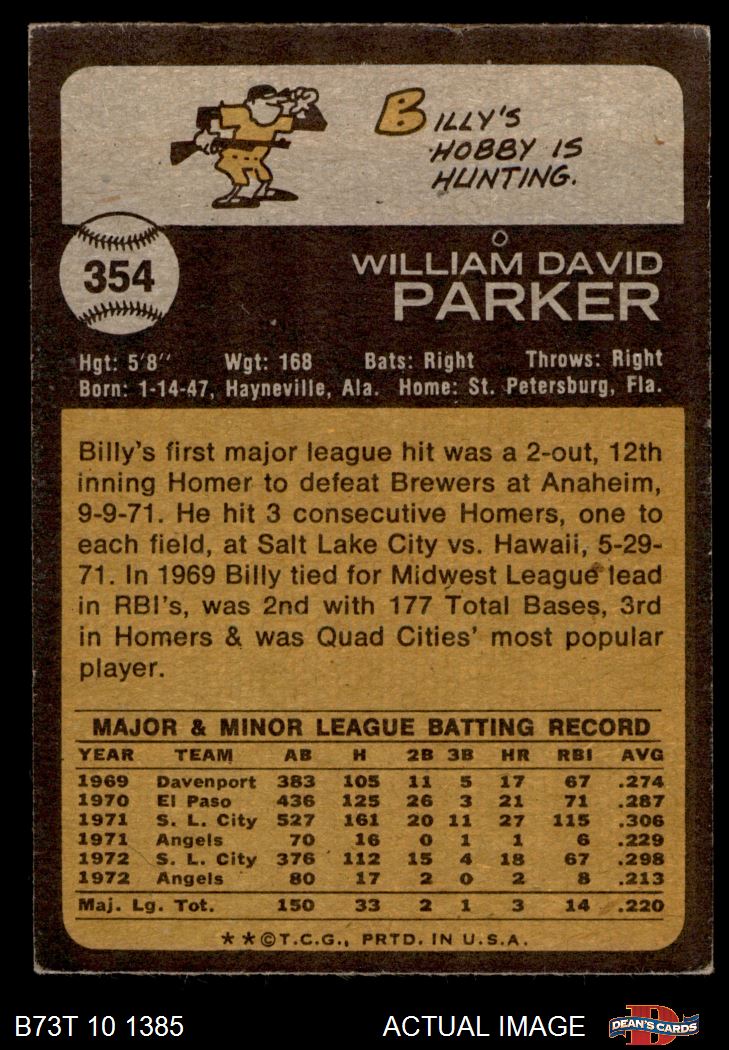 BILLY'S
HOBBY IS
HUNTING.
354
WILLIAM DAVID
PARKER
Hgt: 5'8" Wgt: 168 Bats: Right Throws: Right
Born: 1-14-47, Hayneville, Ala. Home: St. Petersburg, Fla.
Billy's first major league hit was a 2-out, 12th
inning Homer to defeat Brewers at Anaheim,
9-9-71. He hit 3 consecutive Homers, one to
each field, at Salt Lake City vs. Hawaii, 5-29-
71. In 1969 Billy tied for Midwest League lead
in RBI's, was 2nd with 177 Total Bases, 3rd
in Homers & was Quad Cities' most popular
player.
MAJOR & MINOR LEAGUE BATTING RECORD
YEAR TEAM AB H 2B 3B HR RBI AVG
1969 Davenport 383 105 11 5 17 67 .274
1970 El Paso 436 125 26 3 21 71 .287
1971 S. L. City 527 161 20 11 27 115 .306
1971 Angels 70 16 0 1 1 6 .229
1972 S. L. City 376 112 15 4 18 67 .298
1972 Angels 80 17 2 0 2 8 .213
Maj. Lg. Tot. 150 33 2 1 3 14 .220
**©T.C.G., PRTD. IN U.S.A.
B73T 10 1385 ACTUAL IMAGE D DEAN'S CARDS